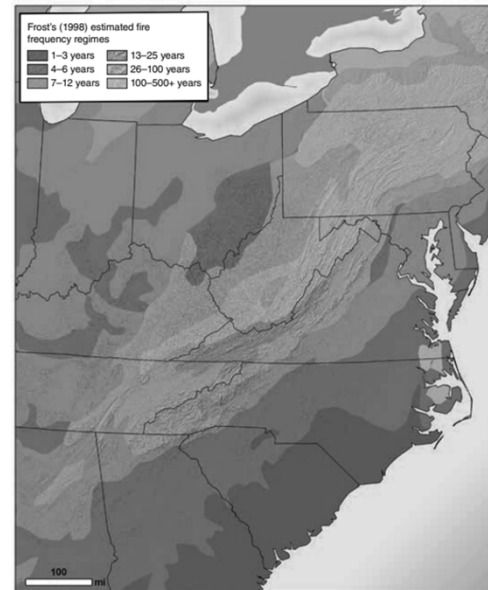 Frost's (1998) estimated fire
frequency regimes
1–3 years
13–25 years
4–6 years
26–100 years
7–12 years
100–500+ years
100
mi